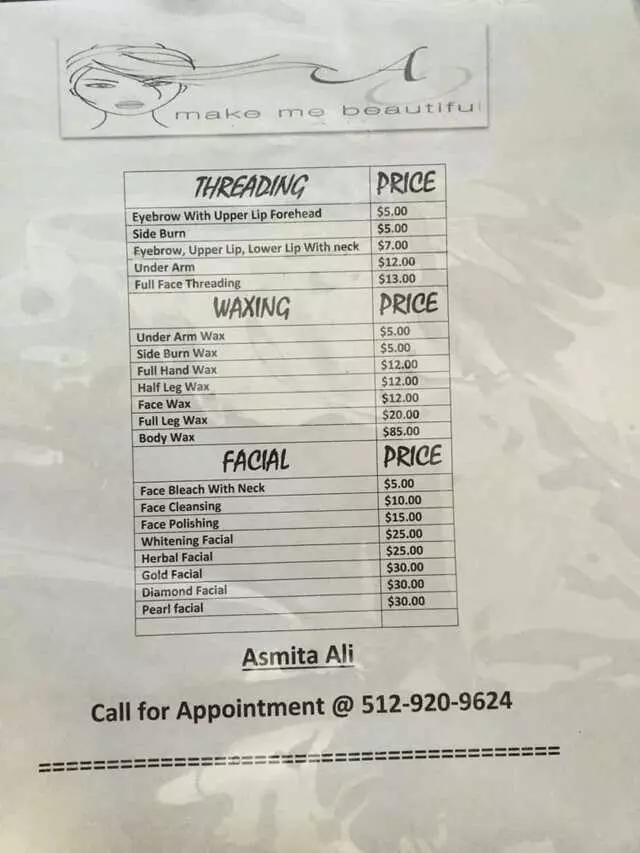 A
make me beautiful
THREADING PRICE
Eyebrow With Upper Lip Forehead $5.00
Side Burn $5.00
Eyebrow, Upper Lip, Lower Lip With neck $7.00
Under Arm $12.00
Full Face Threading $13.00
WAXING PRICE
Under Arm Wax $5.00
Side Burn Wax $5.00
Full Hand Wax $12.00
Half Leg Wax $12.00
Face Wax $12.00
Full Leg Wax $20.00
Body Wax $85.00
FACIAL PRICE
Face Bleach With Neck $5.00
Face Cleansing $10.00
Face Polishing $15.00
Whitening Facial $25.00
Herbal Facial $25.00
Gold Facial $30.00
Diamond Facial $30.00
Pearl facial $30.00
Asmita Ali
Call for Appointment @ 512-920-9624
======================================